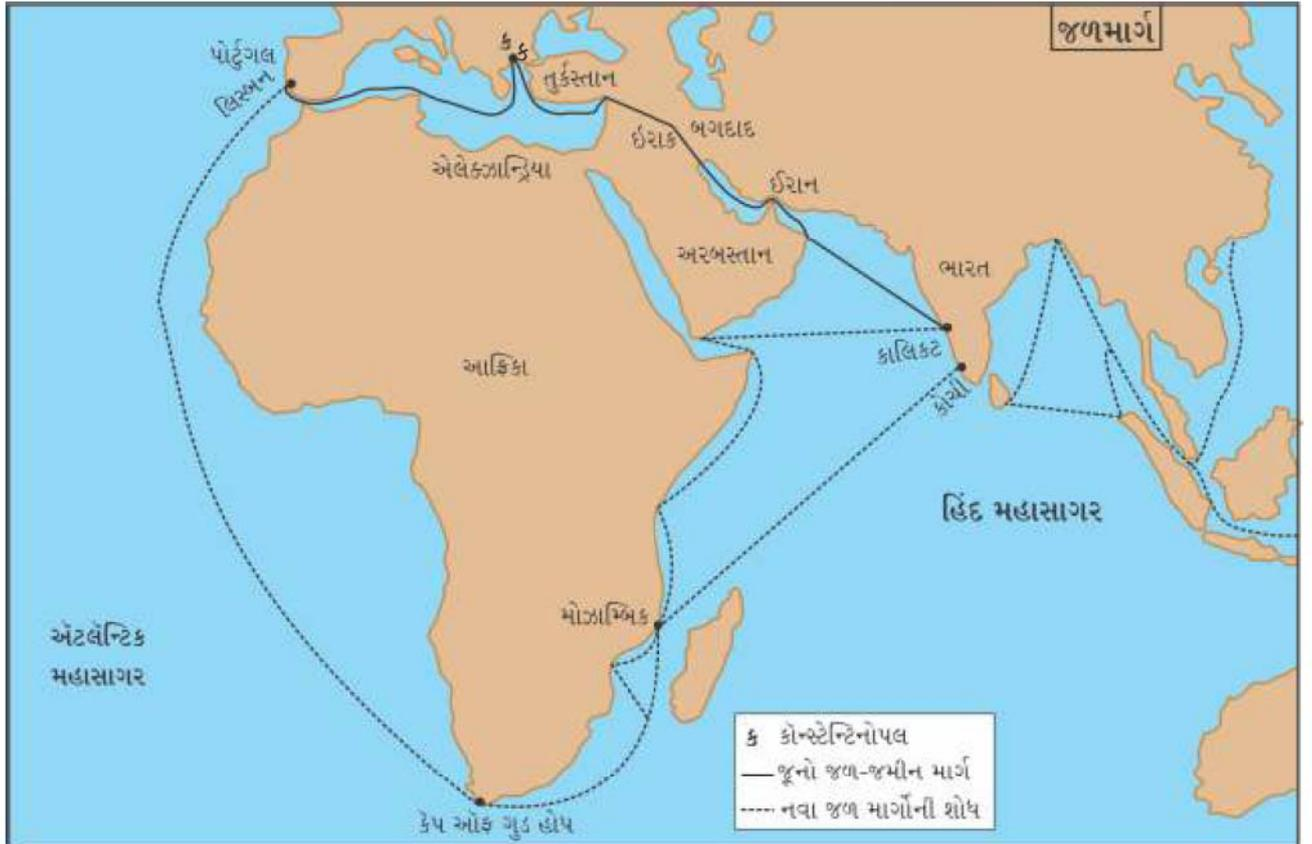 જળમાર્ગ
પોર્ટુગલ
લિસ્બન
ક
ક
તુર્કસ્તાન
ઇરાક
બગદાદ
એલેક્ઝાન્ડ્રિયા
ઈરાન
અરબસ્તાન
ભારત
આફ્રિકા
કાલિકટ
કોચી
હિંદ મહાસાગર
મોઝામ્બિક
ઍટલૅન્ટિક
મહાસાગર
કેપ ઑફ ગુડ હોપ
ક કૉન્સ્ટેન્ટિનોપલ
જૂનો જળ-જમીન માર્ગ
નવા જળ માર્ગોની શોધ